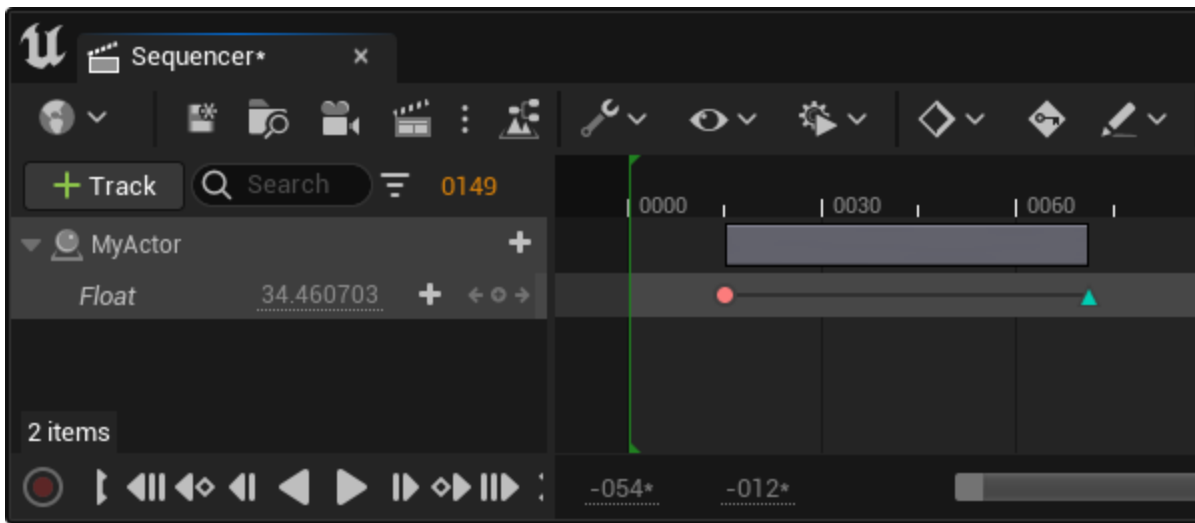 Sequencer*
Track Search 0149
0000 0030 0060
MyActor
Float 34.460703
2 items
-054* -012*